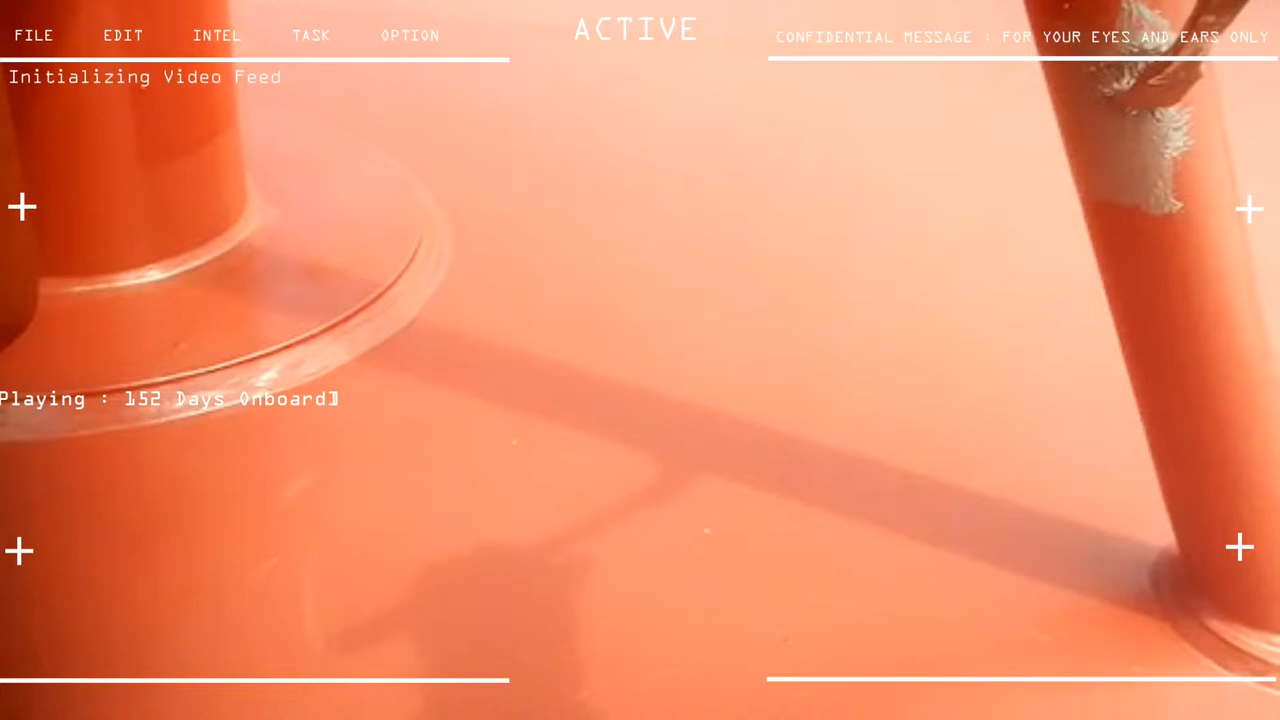 FILE EDIT INTEL TASK OPTION
ACTIVE
CONFIDENTIAL MESSAGE : FOR YOUR EYES AND EARS ONLY
Initializing Video Feed
Playing : 152 Days Onboard]